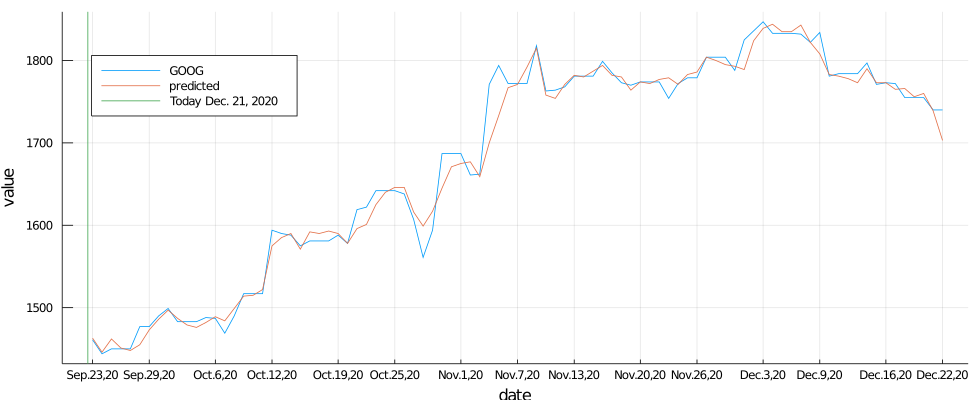 1800
1700
1600
1500
value
GOOG
predicted
Today Dec. 21, 2020
Sep.23,20 Sep.29,20 Oct.6,20 Oct.12,20 Oct.19,20 Oct.25,20 Nov.1,20 Nov.7,20 Nov.13,20 Nov.20,20 Nov.26,20 Dec.3,20 Dec.9,20 Dec.16,20 Dec.22,20
date